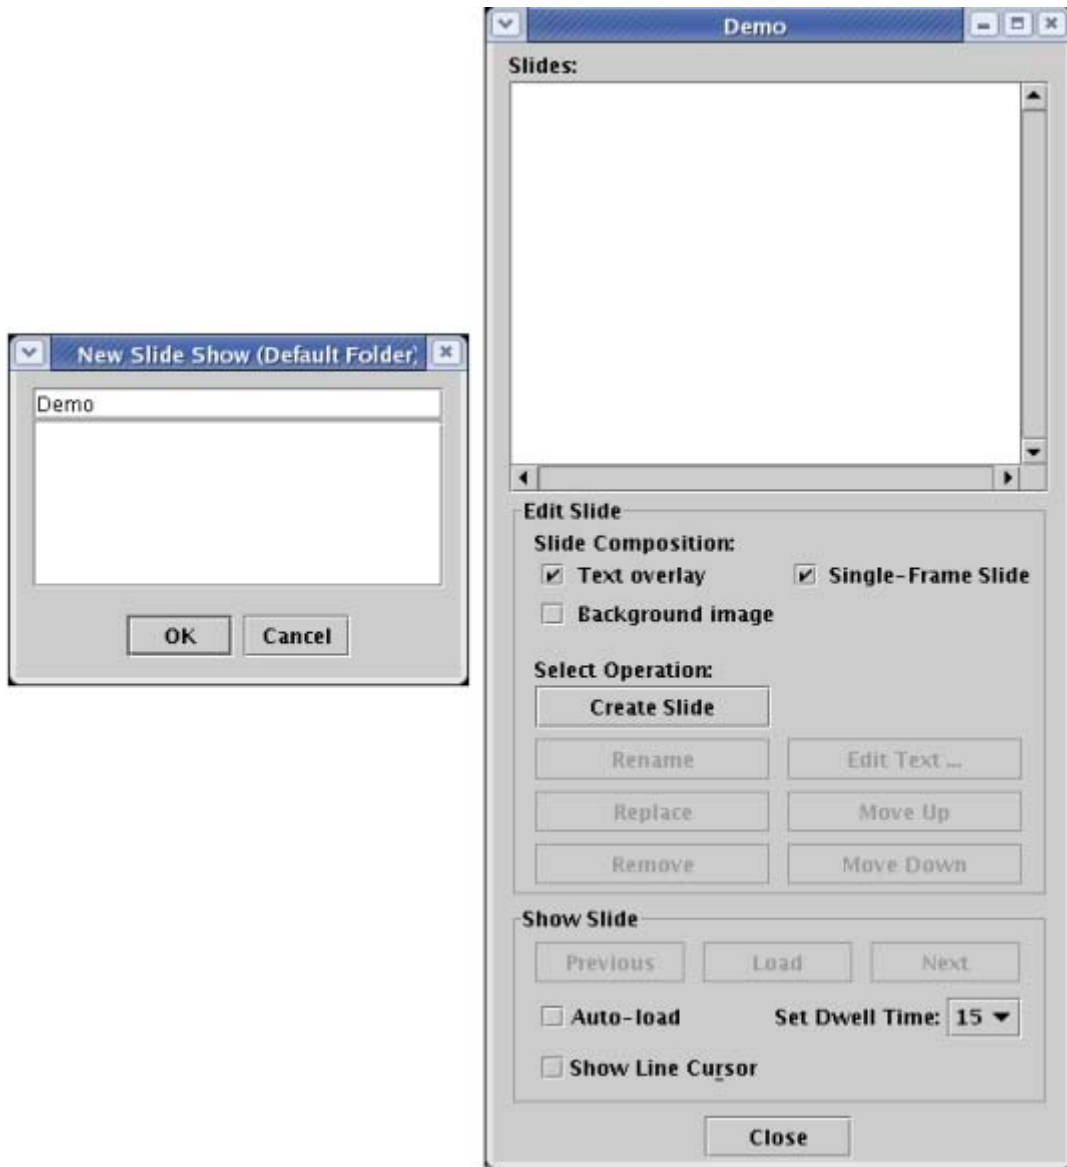 New Slide Show (Default Folder)
Demo
OK Cancel
Demo
Slides:
Edit Slide
Slide Composition:
Text overlay Single-Frame Slide
Background image
Select Operation:
Create Slide
Rename Edit Text ...
Replace Move Up
Remove Move Down
Show Slide
Previous Load Next
Auto-load Set Dwell Time: 15
Show Line Cursor
Close